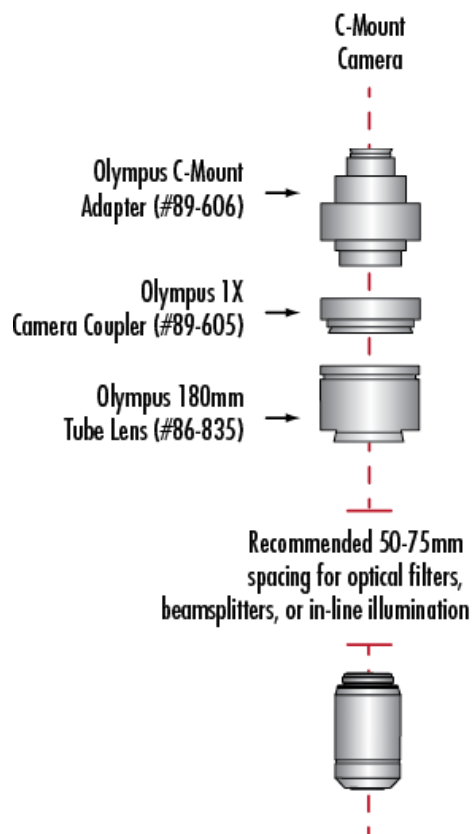 C-Mount
Camera
Olympus C-Mount
Adapter (#89-606)
Olympus 1X
Camera Coupler (#89-605)
Olympus 180mm
Tube Lens (#86-835)
Recommended 50-75mm
spacing for optical filters,
beamsplitters, or in-line illumination